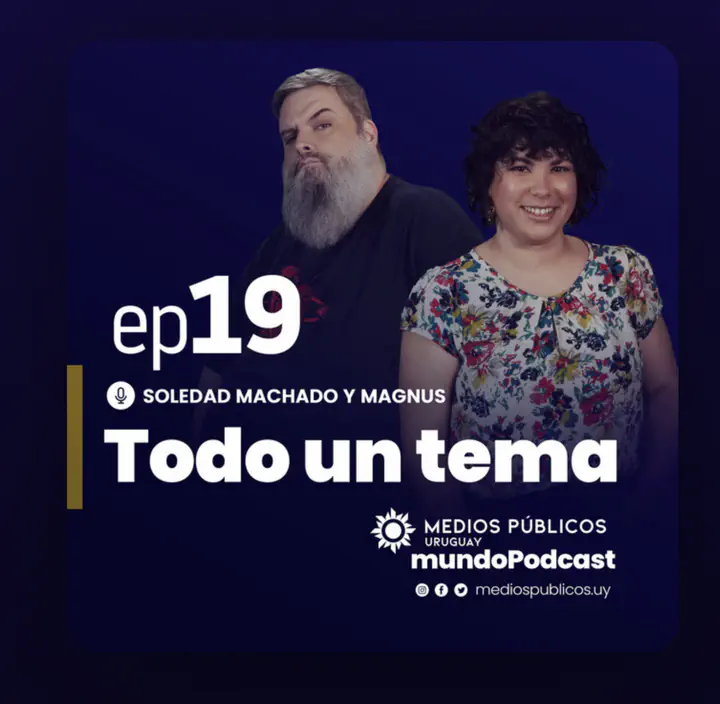 ep19
SOLEDAD MACHADO Y MAGNUS
Todo un tema
MEDIOS PÚBLICOS
URUGUAY
mundoPodcast
mediospublicos.uy